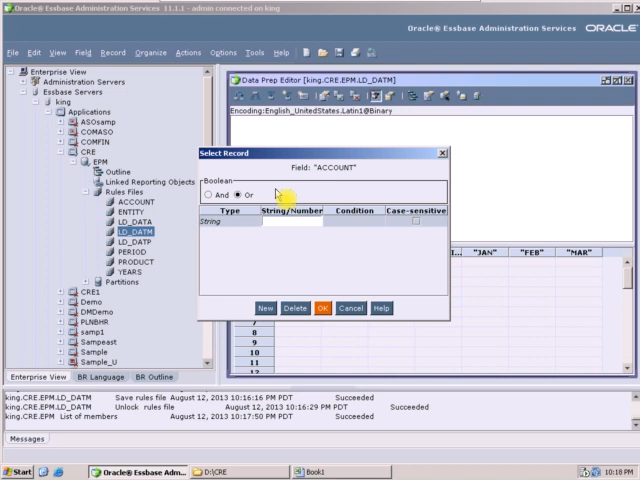 Oracle® Essbase Administration Services 11.1.1 - admin connected on king
Oracle® Essbase Administration Services ORACLE
File Edit View Field Record Organize Actions Options Tools Help
Enterprise View
Administration Servers
Essbase Servers
king
Applications
ASOsamp
COMASO
COMFIN
CRE
EPM
Outline
Linked Reporting Objects
Rules Files
ACCOUNT
ENTITY
LD_DATA
LD_DATM
LD_DATP
PERIOD
PRODUCT
YEARS
Partitions
CRE1
Demo
DMDemo
PLNBHR
samp1
Sampeast
Sample
Sample_U
Enterprise View BR Language BR Outline
Data Prep Editor [king.CRE.EPM.LD_DATM]
Encoding:English_UnitedStates.Latin1@Binary
Select Record
Field: "ACCOUNT"
Boolean
And Or
Type String/Number Condition Case-sensitive
String
New Delete OK Cancel Help
"JAN" "FEB" "MAR"
7
8
9
10
11
12
king.CRE.EPM.LD_DATM Save rules file August 12, 2013 10:16:16 PM PDT Succeeded
king.CRE.EPM.LD_DATM Unlock rules file August 12, 2013 10:16:29 PM PDT Succeeded
king.CRE.EPM List of members August 12, 2013 10:17:50 PM PDT Succeeded
Messages
Start Oracle® Essbase Adm... D:\CRE Book1 10:18 PM